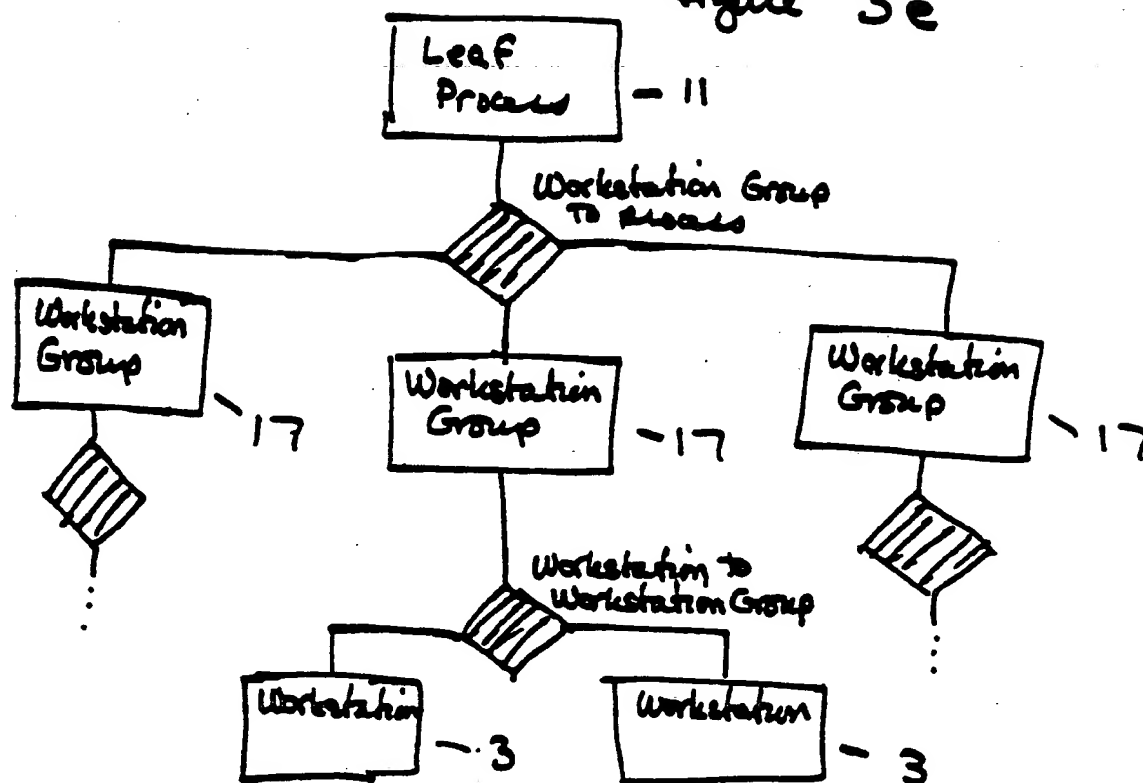 Figure 3e
Leaf
Process
- 11
Workstation Group
To Process
Workstation
Group
- 17
Workstation
Group
- 17
Workstation
Group
- 17
Workstation to
Workstation Group
Workstation
- 3
Workstation
- 3